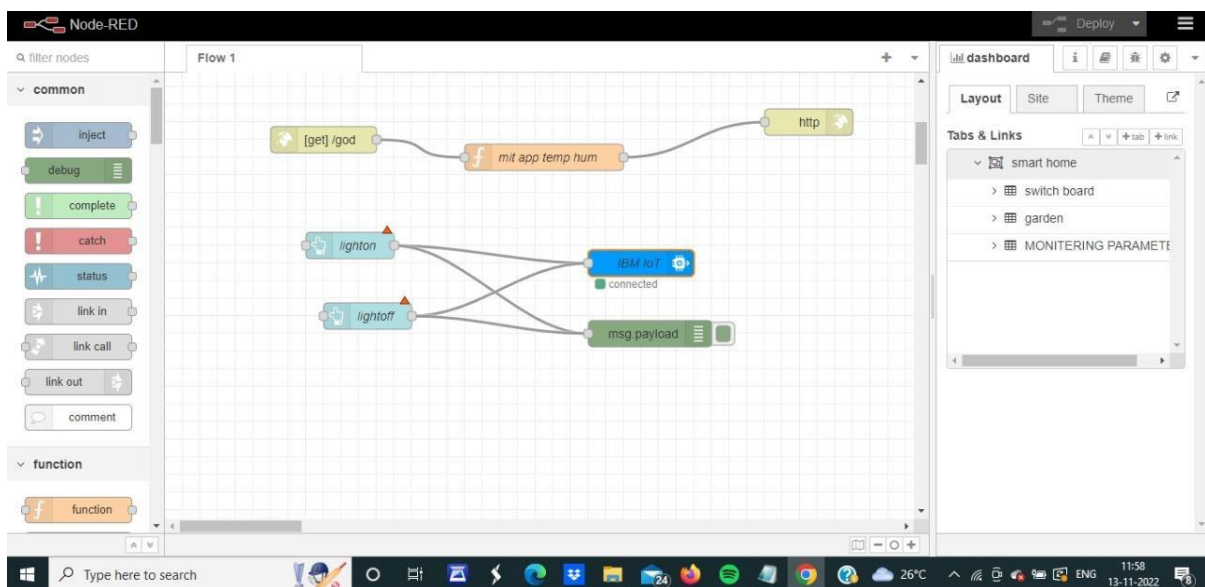 Node-RED
Deploy
filter nodes
Flow 1
dashboard
i
common
Layout
Site
Theme
inject
[get] /god
http
Tabs & Links
tab
link
debug
mit app temp hum
smart home
complete
switch board
catch
lighton
garden
IBM IoT
MONITERING PARAMETE
status
connected
link in
lightoff
msg.payload
link call
link out
comment
function
function
Type here to search
24
26°C
ENG
11:58
13-11-2022
8